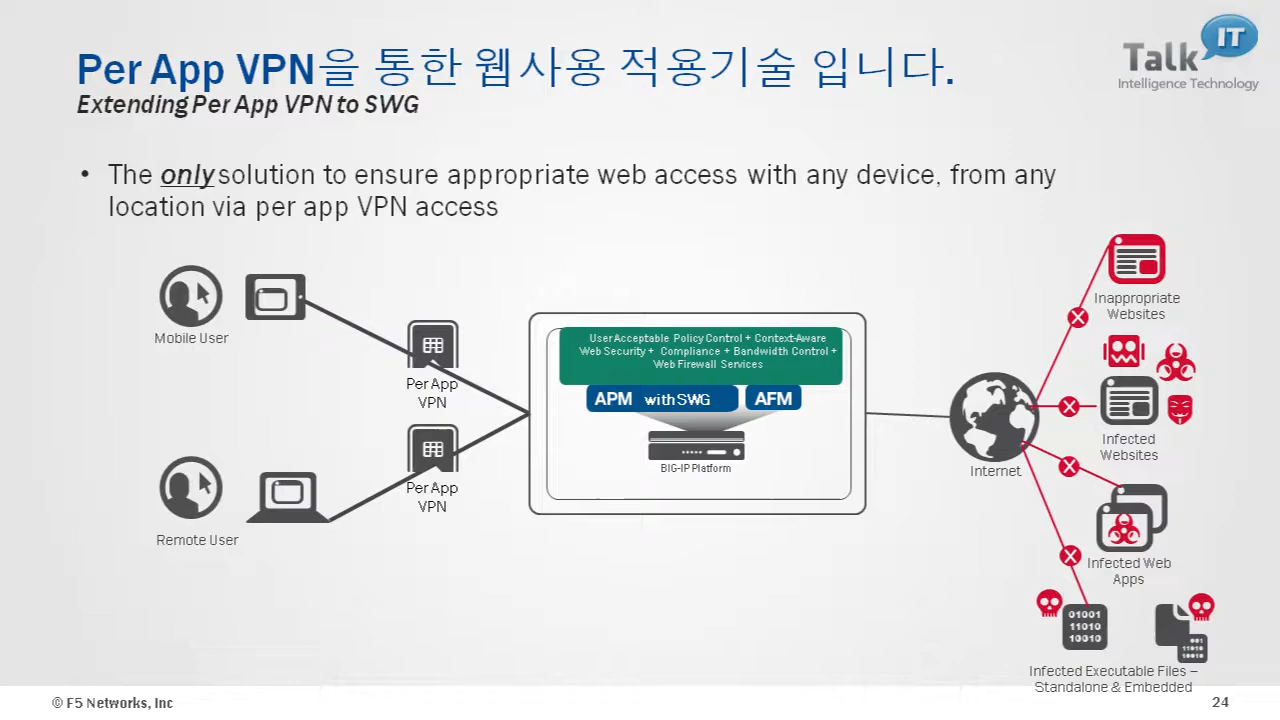 Per App VPN을 통한 웹사용 적용기술 입니다.
Extending Per App VPN to SWG
Talk IT
Intelligence Technology
• The only solution to ensure appropriate web access with any device, from any
location via per app VPN access
Mobile User
Per App
VPN
Remote User
Per App
VPN
User Acceptable Policy Control + Context-Aware
Web Security + Compliance + Bandwidth Control +
Web Firewall Services
APM with SWG
AFM
BIG-IP Platform
Internet
Inappropriate
Websites
Infected
Websites
Infected Web
Apps
01001
11010
10010
001
11010
10010
Infected Executable Files –
Standalone & Embedded
© F5 Networks, Inc
24